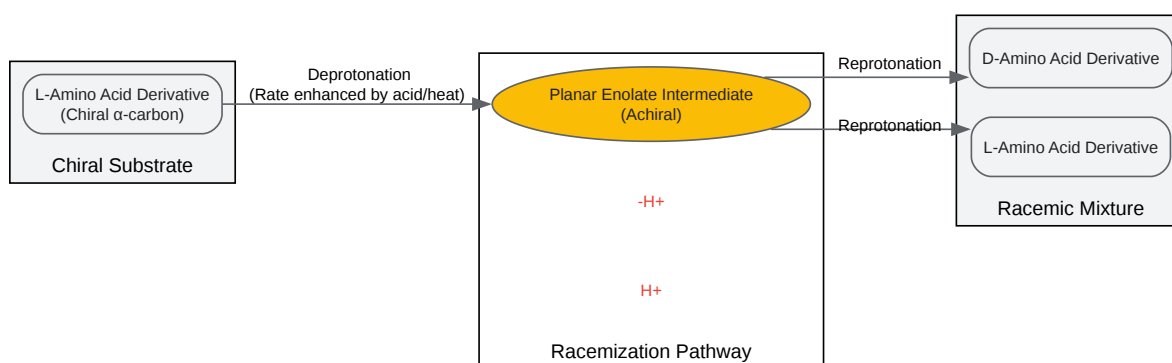 L-Amino Acid Derivative
(Chiral α-carbon)
Chiral Substrate
Deprotonation
(Rate enhanced by acid/heat)
Planar Enolate Intermediate
(Achiral)
-H+
H+
Racemization Pathway
Reprotonation
Reprotonation
D-Amino Acid Derivative
L-Amino Acid Derivative
Racemic Mixture